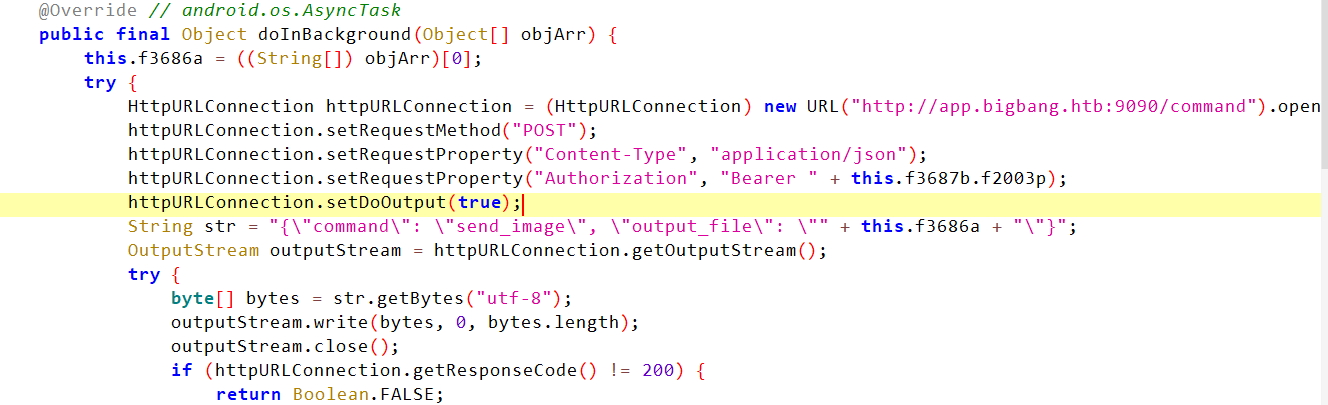 @Override // android.os.AsyncTask
public final Object doInBackground(Object[] objArr) {
this.f3686a = ((String[]) objArr)[0];
try {
HttpURLConnection httpURLConnection = (HttpURLConnection) new URL("http://app.bigbang.htb:9090/command").open
httpURLConnection.setRequestMethod("POST");
httpURLConnection.setRequestProperty("Content-Type", "application/json");
httpURLConnection.setRequestProperty("Authorization", "Bearer " + this.f3687b.f2003p);
httpURLConnection.setDoOutput(true);
String str = "{\"command\": \"send_image\", \"output_file\": \"" + this.f3686a + "\"}";
OutputStream outputStream = httpURLConnection.getOutputStream();
try {
byte[] bytes = str.getBytes("utf-8");
outputStream.write(bytes, 0, bytes.length);
outputStream.close();
if (httpURLConnection.getResponseCode() != 200) {
return Boolean.FALSE;